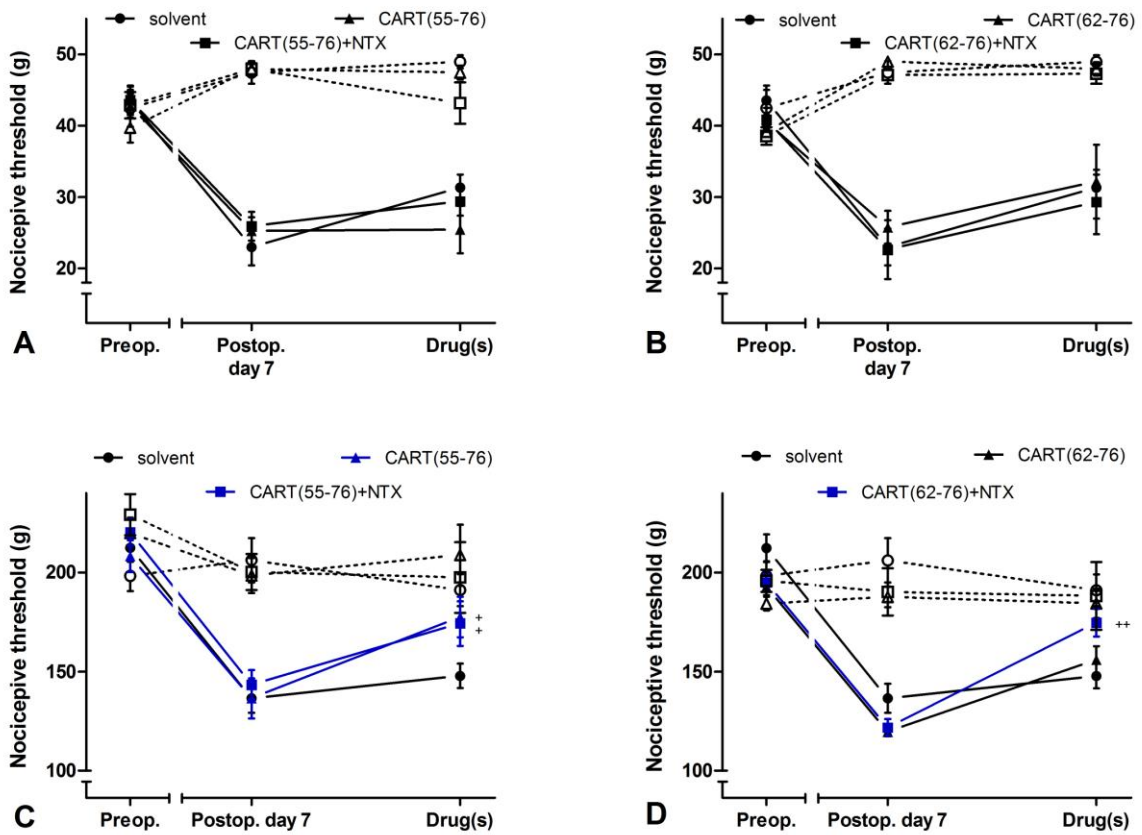 solvent
CART(55-76)
CART(55-76)+NTX
Nocicepive threshold (g)
50
40
30
20
A
Preop.
Postop.
day 7
Drug(s)
solvent
CART(62-76)
CART(62-76)+NTX
Nocicepive threshold (g)
50
40
30
20
B
Preop.
Postop.
day 7
Drug(s)
solvent
CART(55-76)
CART(55-76)+NTX
Nocicepive threshold (g)
200
150
100
+
+
C
Preop.
Postop. day 7
Drug(s)
solvent
CART(62-76)
CART(62-76)+NTX
Nociceptive threshold (g)
200
150
100
++
D
Preop.
Postop. day 7
Drug(s)